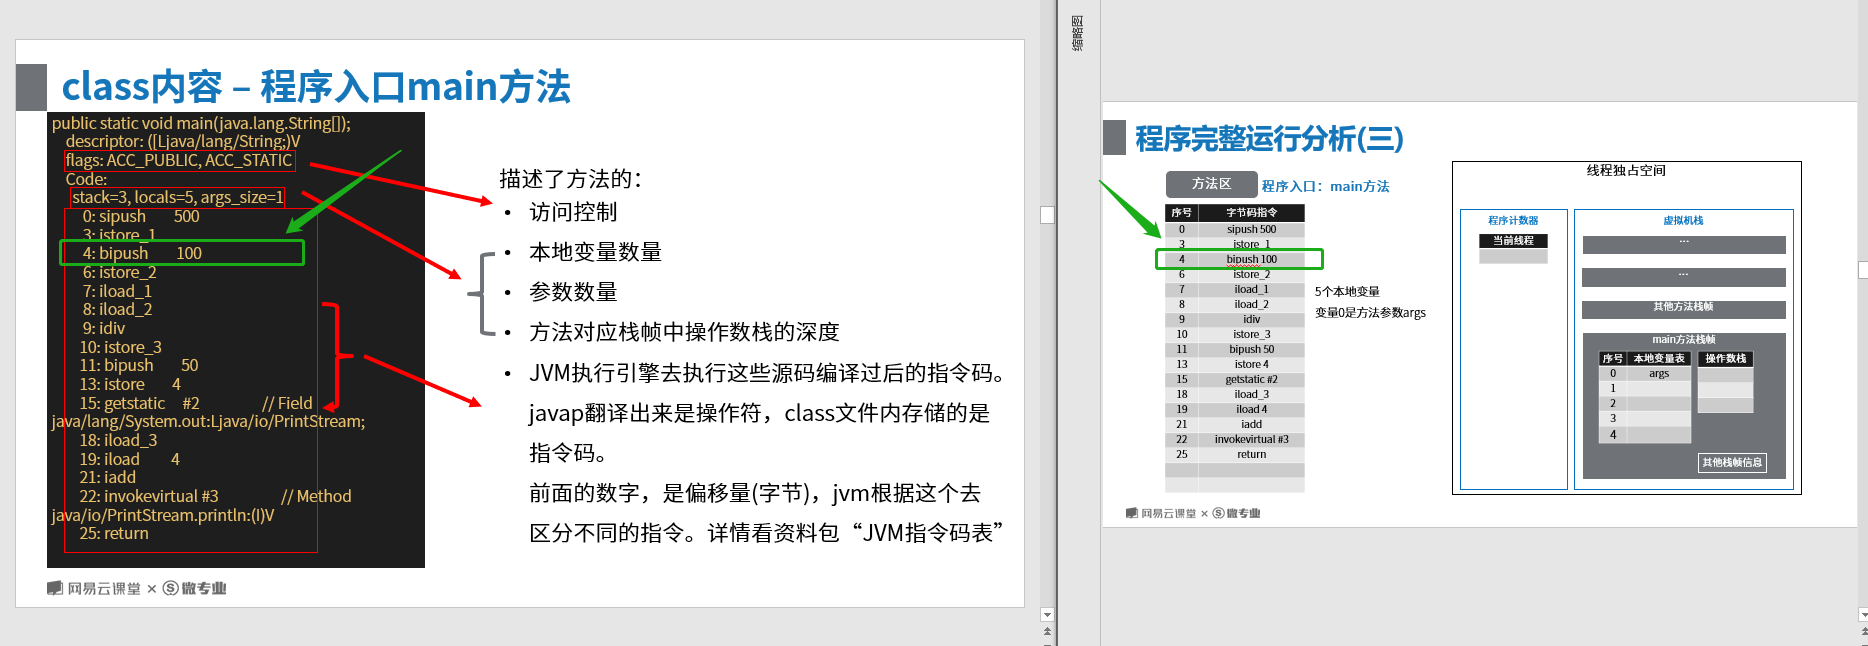 class内容 – 程序入口main方法
public static void main(java.lang.String[]);
descriptor: ([Ljava/lang/String;)V
flags: ACC_PUBLIC, ACC_STATIC
Code:
stack=3, locals=5, args_size=1
0: sipush 500
3: istore_1
4: bipush 100
6: istore_2
7: iload_1
8: iload_2
9: idiv
10: istore_3
11: bipush 50
13: istore 4
15: getstatic #2 // Field
java/lang/System.out:Ljava/io/PrintStream;
18: iload_3
19: iload 4
21: iadd
22: invokevirtual #3 // Method
java/io/PrintStream.println:(I)V
25: return
描述了方法的：
• 访问控制
• 本地变量数量
• 参数数量
• 方法对应栈帧中操作数栈的深度
• JVM执行引擎去执行这些源码编译过后的指令码。
javap翻译出来是操作符，class文件内存储的是
指令码。
前面的数字，是偏移量(字节)，jvm根据这个去
区分不同的指令。详情看资料包“JVM指令码表”
网易云课堂 × 微专业
缩略图
程序完整运行分析(三)
方法区
程序入口：main方法
序号 字节码指令
0 sipush 500
3 istore_1
4 bipush 100
6 istore_2
7 iload_1
8 iload_2
9 idiv
10 istore_3
11 bipush 50
13 istore 4
15 getstatic #2
18 iload_3
19 iload 4
21 iadd
22 invokevirtual #3
25 return
5个本地变量
变量0是方法参数args
线程独占空间
程序计数器
当前线程
虚拟机栈
...
...
其他方法栈帧
main方法栈帧
序号 本地变量表 操作数栈
0 args
1
2
3
4
其他栈帧信息
网易云课堂 × 微专业